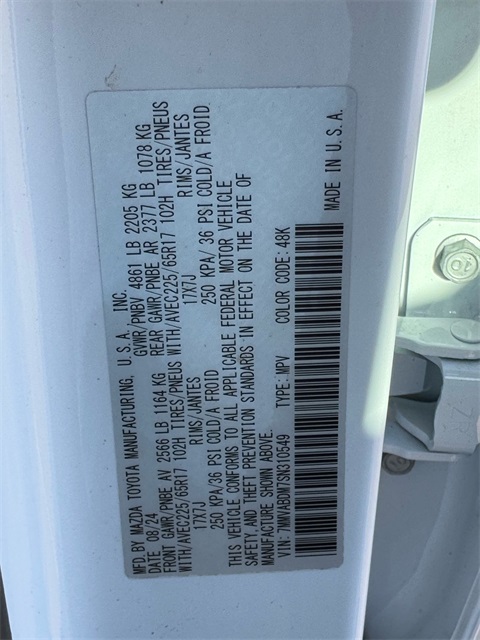 MFD.BY MAZDA TOYOTA MANUFACTURING, U.S.A. INC.
DATE 08/24 GVWR/PNBV 4861 LB 2205 KG
FRONT GAWR/PNBE AV 2566 LB 1164 KG REAR GAWR/PNBE AR 2377 LB 1078 KG
WITH/AVEC225/65R17 102H TIRES/PNEUS WITH/AVEC225/65R17 102H TIRES/PNEUS
17X7J RIMS/JANTES 17X7J RIMS/JANTES
250 KPA/36 PSI COLD/A FROID 250 KPA/36 PSI COLD/A FROID
THIS VEHICLE CONFORMS TO ALL APPLICABLE FEDERAL MOTOR VEHICLE
SAFETY, AND THEFT PREVENTION STANDARDS IN EFFECT ON THE DATE OF
MANUFACTURE SHOWN ABOVE.
VIN: 7MMVABDM7SN310549 TYPE: MPV COLOR CODE: 48K
MADE IN U.S.A.